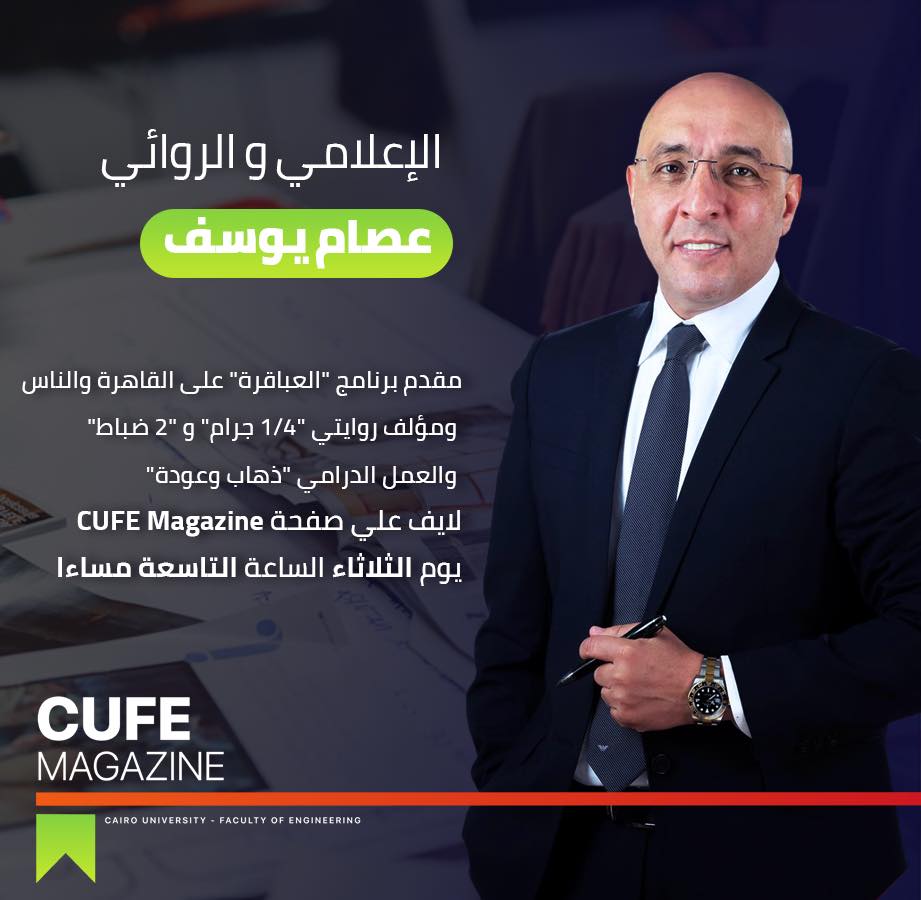 الإعلامي و الروائي
عصام يوسف
مقدم برنامج "العباقرة" على القاهرة والناس
ومؤلف روايتي "1/4 جرام" و "2 ضباط"
والعمل الدرامي "ذهاب وعودة"
لايف علي صفحة CUFE Magazine
يوم الثلاثاء الساعة التاسعة مساءا
CUFE
MAGAZINE
CAIRO UNIVERSITY - FACULTY OF ENGINEERING